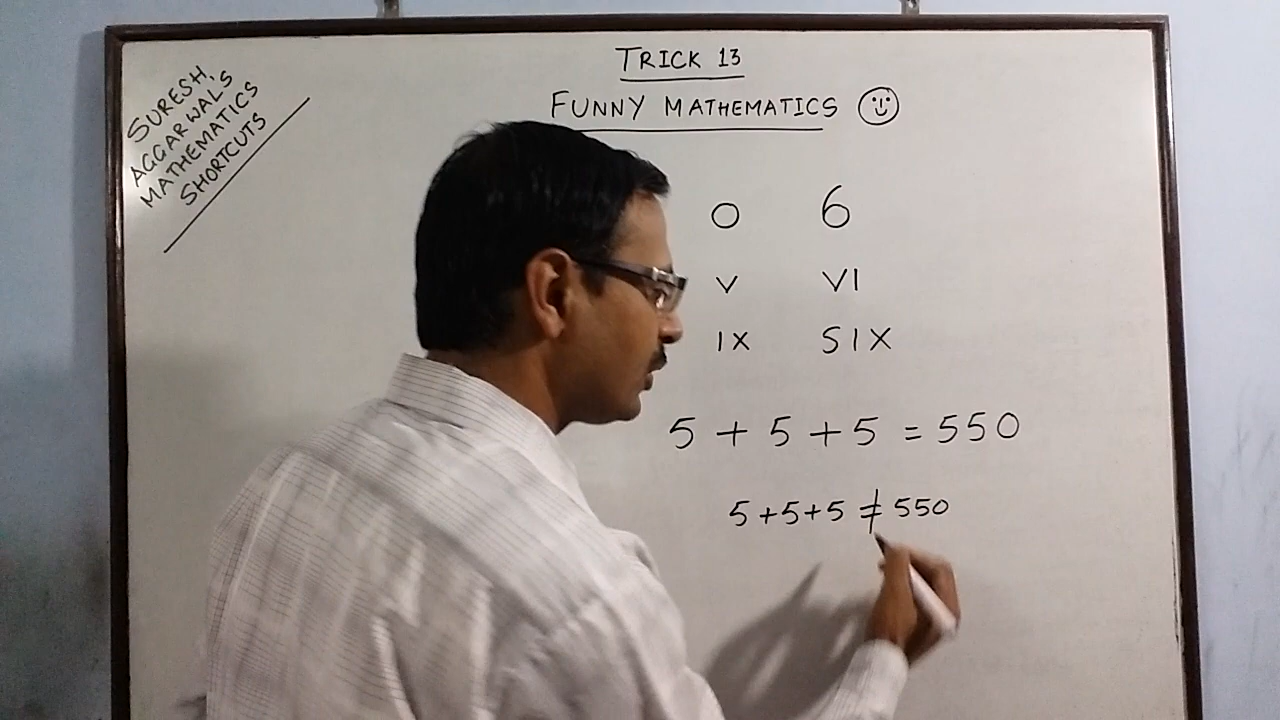 SURESH
AGGARWAL'S
MATHEMATICS
SHORTCUTS
TRICK 13
FUNNY MATHEMATICS
0 6
V VI
IX SIX
5 + 5 + 5 = 550
5+5+5 ≠ 550